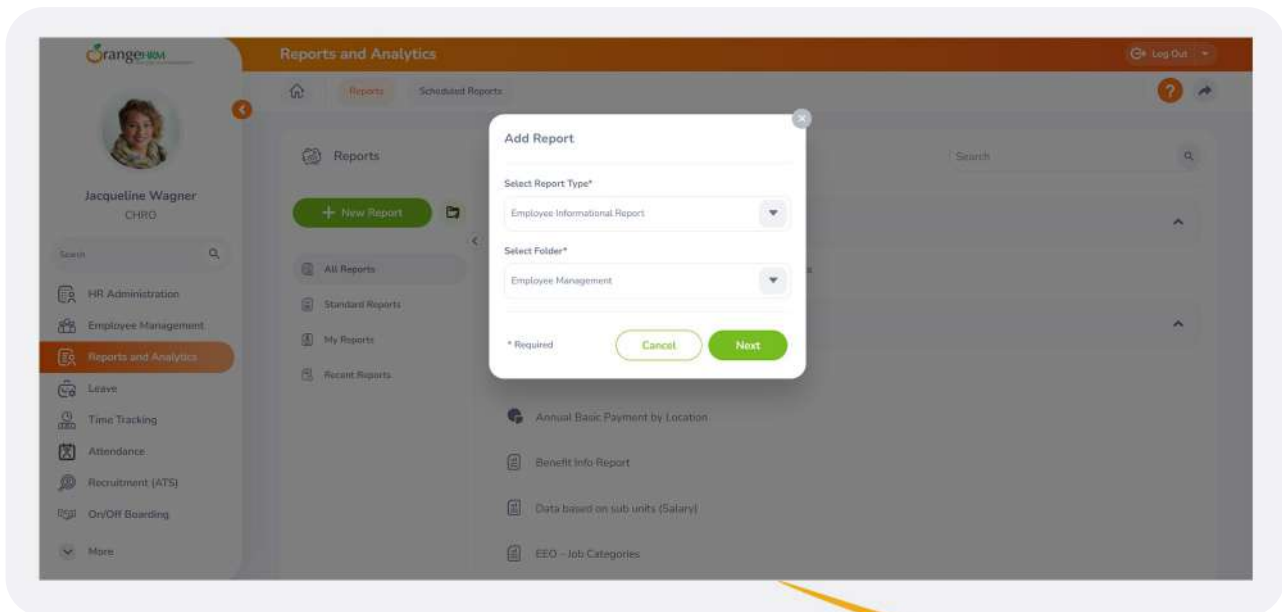 OrangeHRM
Reports and Analytics
Log Out
Reports
Scheduled Reports
?
Jacqueline Wagner
CHRO
Search
HR Administration
Employee Management
Reports and Analytics
Leave
Time Tracking
Attendance
Recruitment (ATS)
On/Off Boarding
More
Reports
Search
+ New Report
All Reports
Standard Reports
My Reports
Recent Reports
Add Report
Select Report Type*
Employee Informational Report
Select Folder*
Employee Management
* Required
Cancel
Next
Annual Basic Payment by Location
Benefit Info Report
Data based on sub units (Salary)
EEO - Job Categories